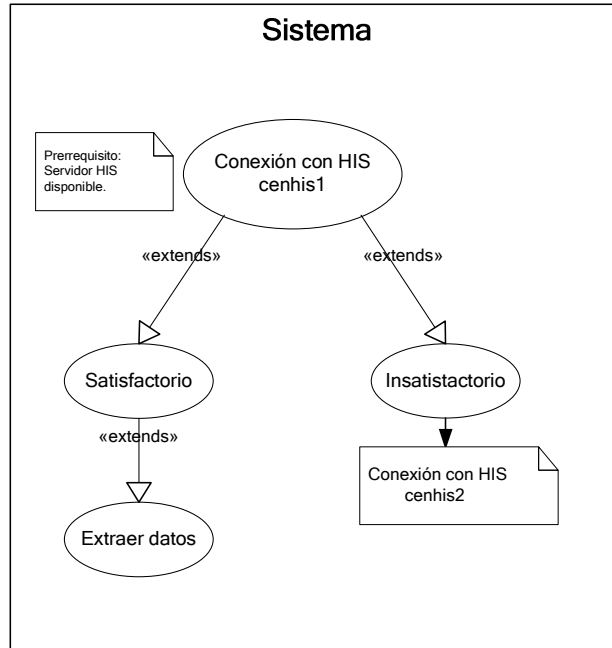 Sistema
Prerrequisito:
Servidor HIS
disponible.
Conexión con HIS
cenhis1
«extends»
«extends»
Satisfactorio
Insatistactorio
«extends»
Conexión con HIS
cenhis2
Extraer datos